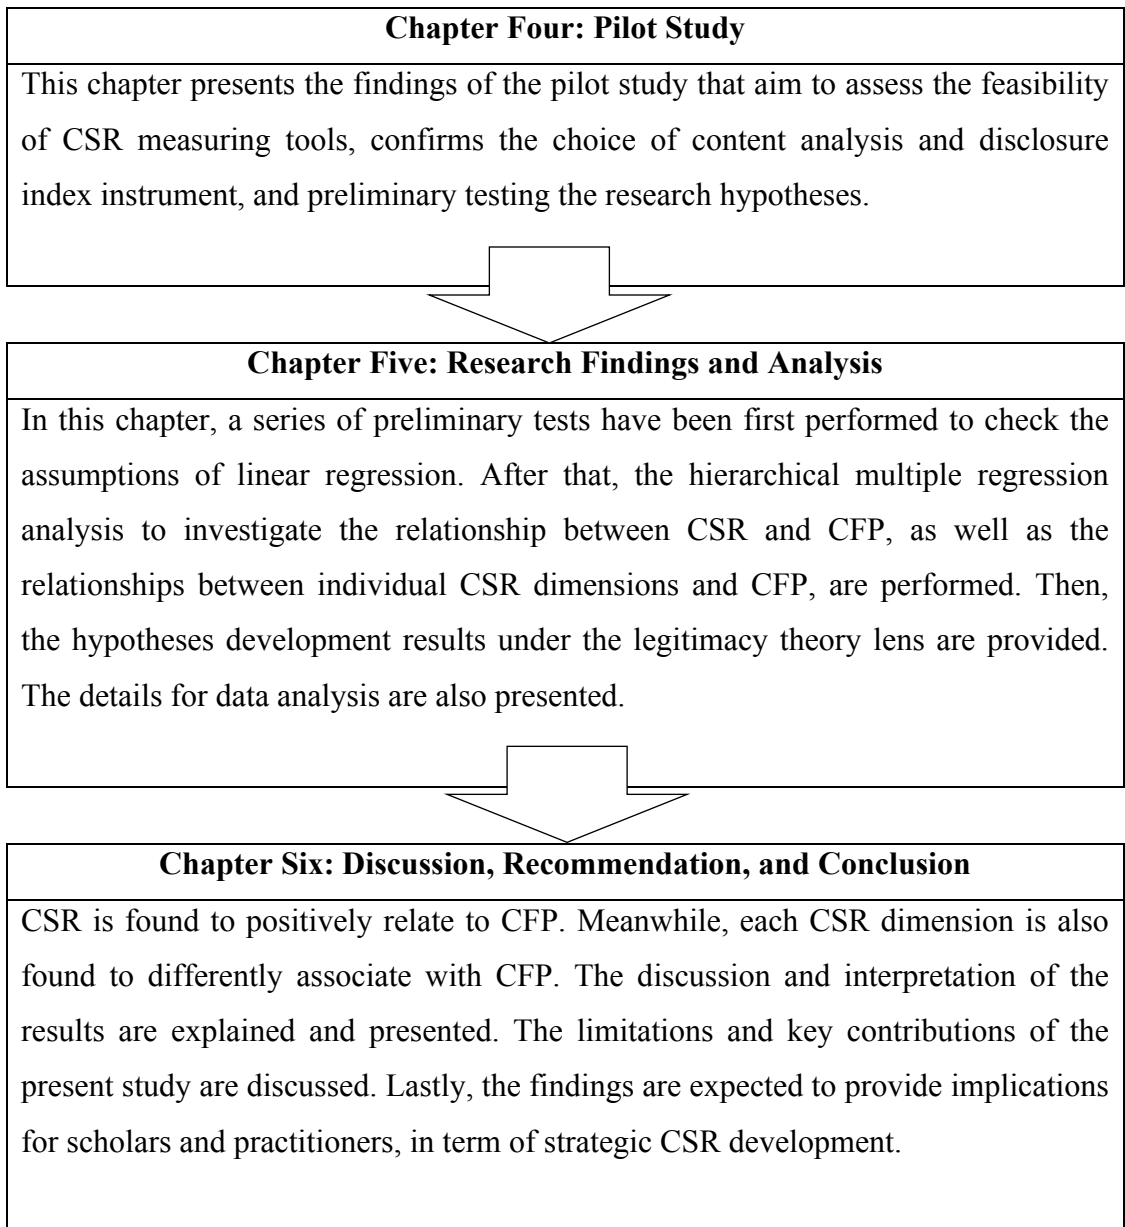 Chapter Four: Pilot Study
This chapter presents the findings of the pilot study that aim to assess the feasibility
of CSR measuring tools, confirms the choice of content analysis and disclosure
index instrument, and preliminary testing the research hypotheses.
Chapter Five: Research Findings and Analysis
In this chapter, a series of preliminary tests have been first performed to check the
assumptions of linear regression. After that, the hierarchical multiple regression
analysis to investigate the relationship between CSR and CFP, as well as the
relationships between individual CSR dimensions and CFP, are performed. Then,
the hypotheses development results under the legitimacy theory lens are provided.
The details for data analysis are also presented.
Chapter Six: Discussion, Recommendation, and Conclusion
CSR is found to positively relate to CFP. Meanwhile, each CSR dimension is also
found to differently associate with CFP. The discussion and interpretation of the
results are explained and presented. The limitations and key contributions of the
present study are discussed. Lastly, the findings are expected to provide implications
for scholars and practitioners, in term of strategic CSR development.